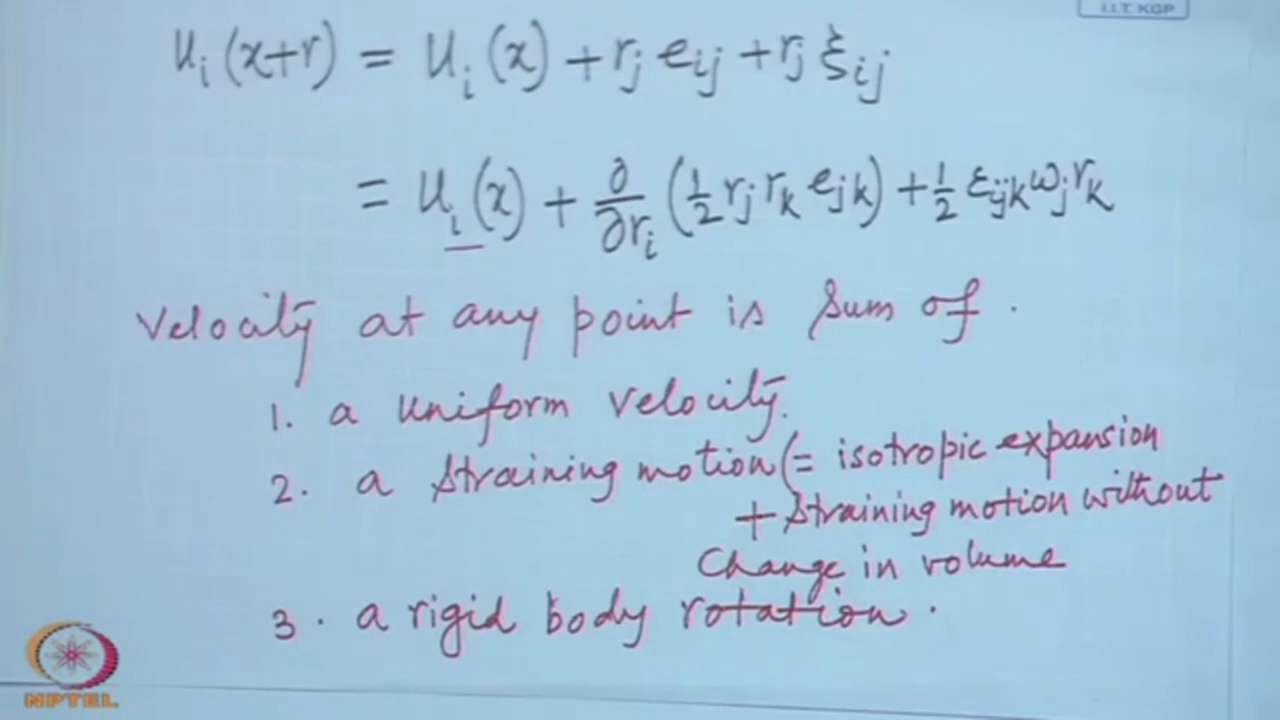 I.I.T. KGP
u_i (x+r) = u_i (x) + r_j e_ij + r_j ξ_ij
= u_i (x) + ∂/∂r_i (1/2 r_j r_k e_jk) + 1/2 ε_ijk ω_j r_k
Velocity at any point is sum of .
1. a uniform velocity.
2. a straining motion (= isotropic expansion
+ straining motion without
Change in volume
3. a rigid body rotation.
NPTEL